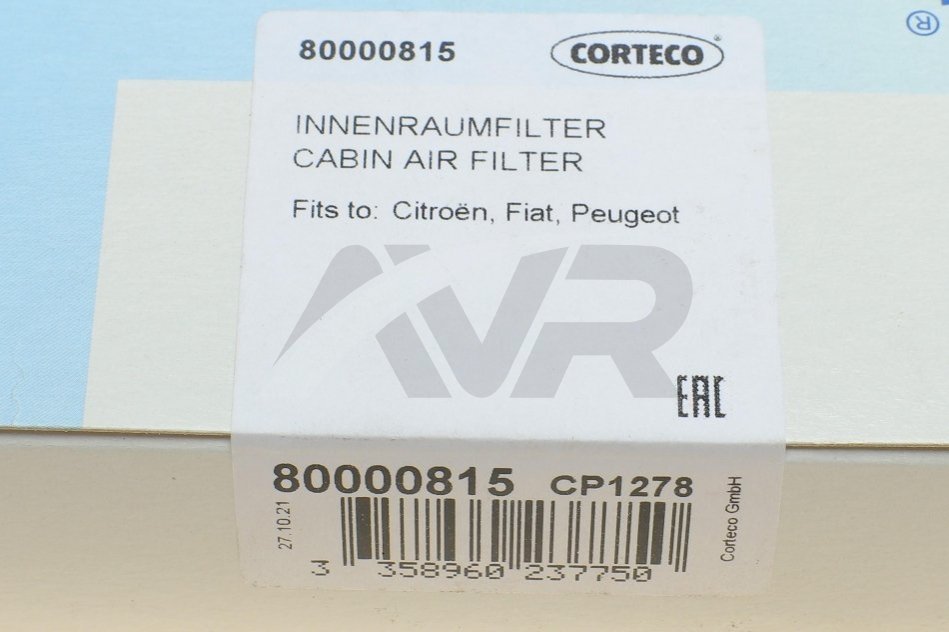 ®
80000815 CORTECO®
INNENRAUMFILTER
CABIN AIR FILTER
Fits to: Citroën, Fiat, Peugeot
AVR
EAC
80000815 CP1278
27.10.21
Corteco GmbH
3 358960 237750